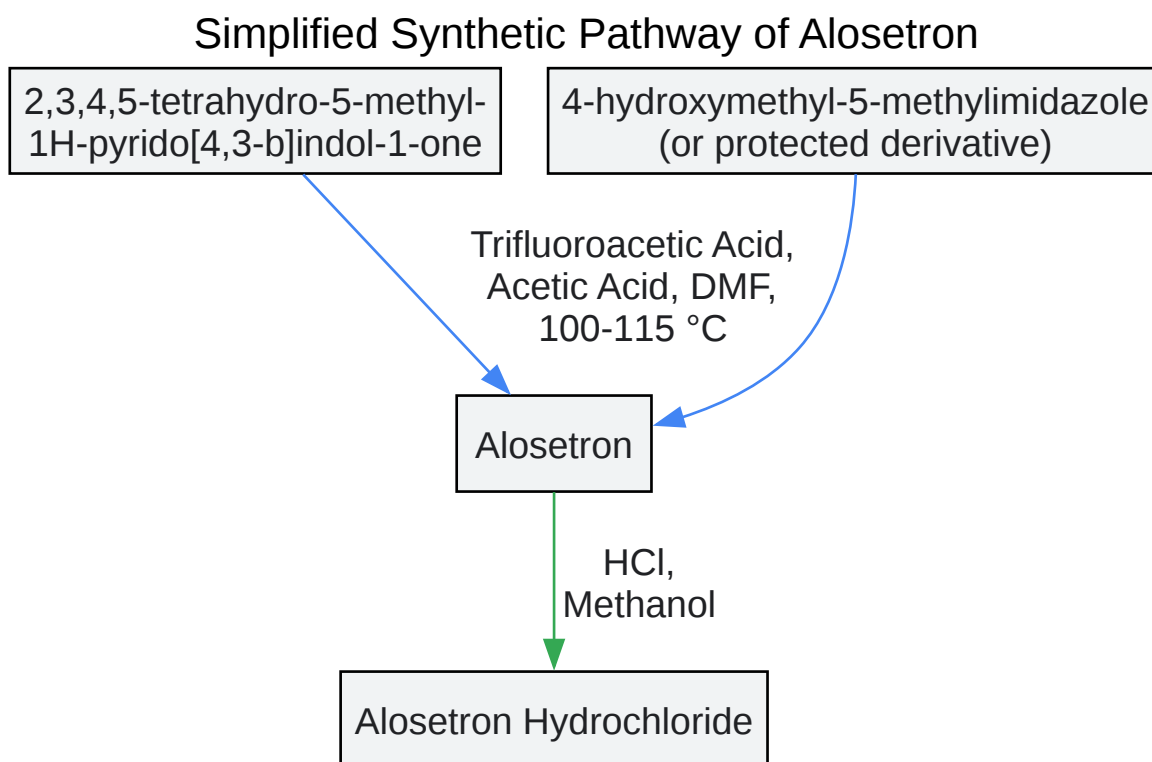 Simplified Synthetic Pathway of Alosetron
2,3,4,5-tetrahydro-5-methyl-
1H-pyrido[4,3-b]indol-1-one
4-hydroxymethyl-5-methylimidazole
(or protected derivative)
Trifluoroacetic Acid,
Acetic Acid, DMF,
100-115 °C
Alosetron
HCl,
Methanol
Alosetron Hydrochloride